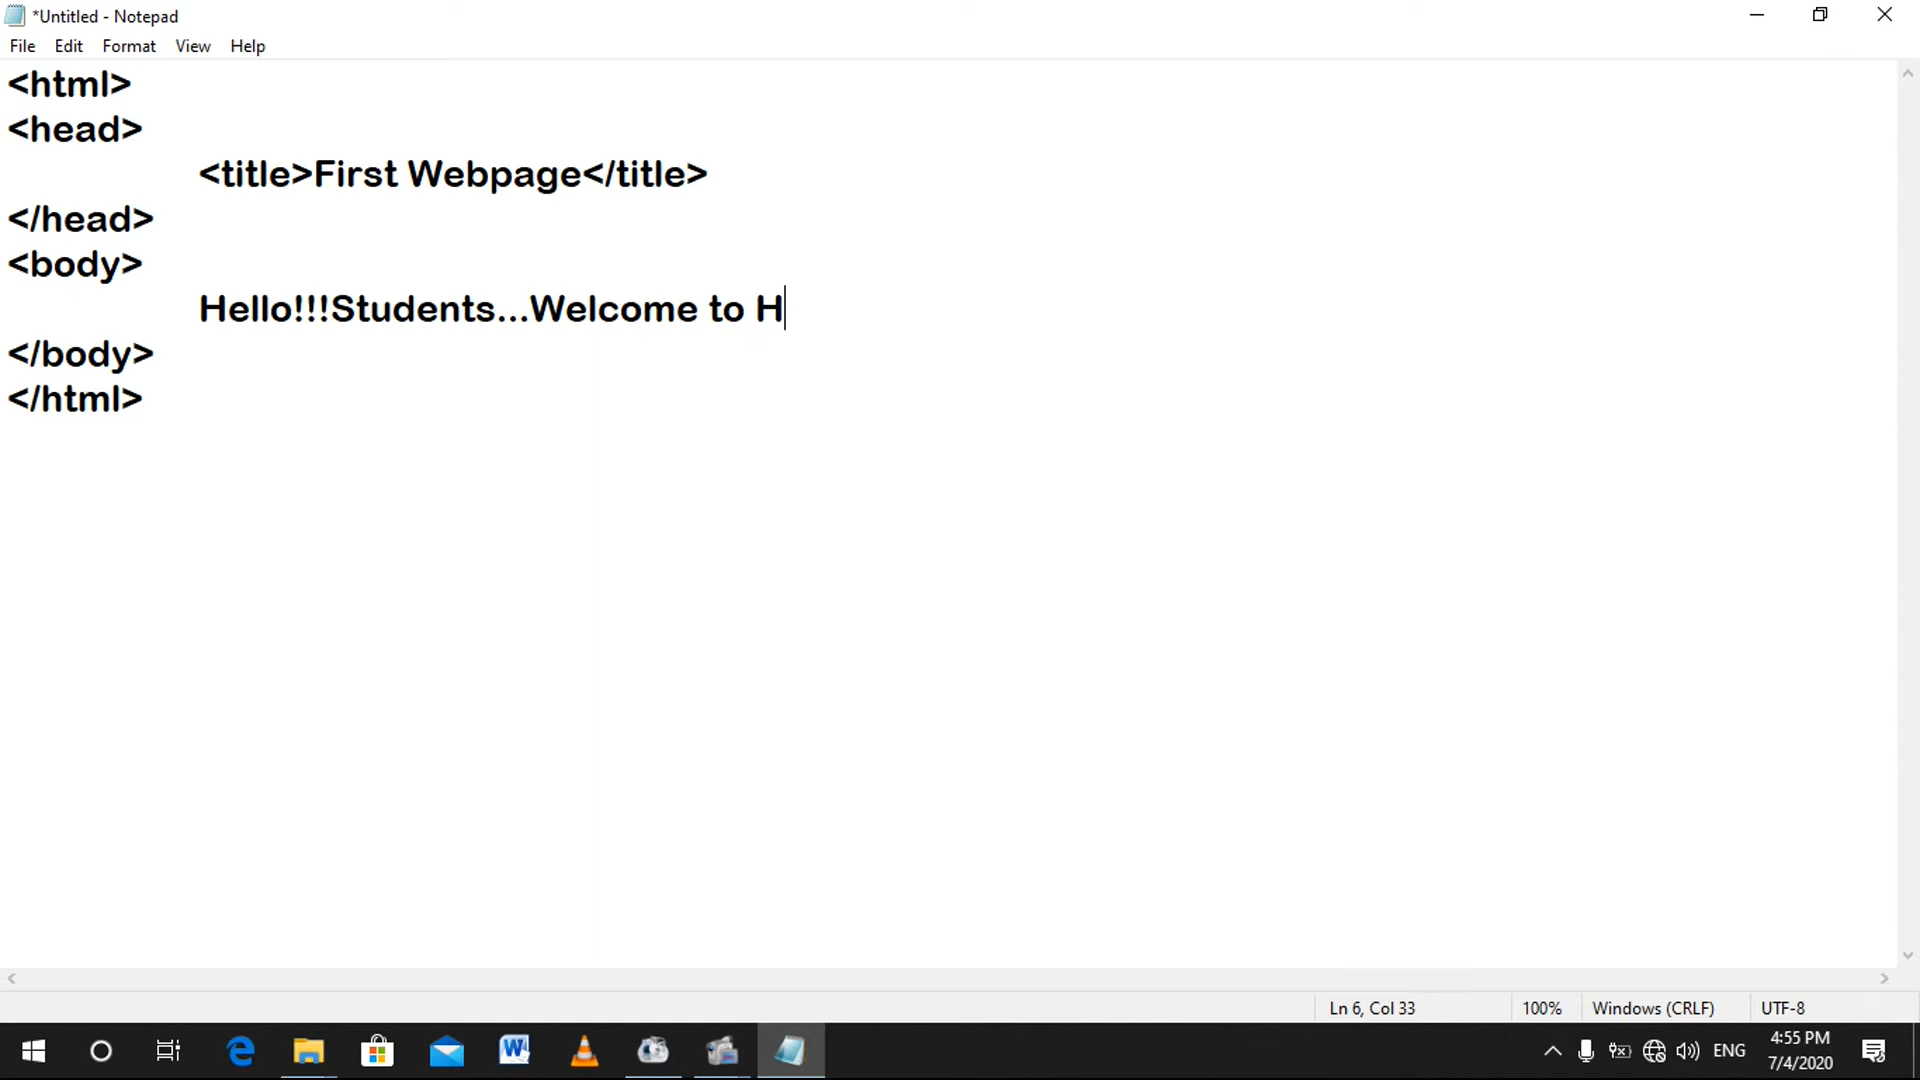 *Untitled - Notepad
File Edit Format View Help
<html>
<head>
<title>First Webpage</title>
</head>
<body>
Hello!!!Students...Welcome to H
</body>
</html>
Ln 6, Col 33 100% Windows (CRLF) UTF-8
W ENG 4:55 PM
7/4/2020